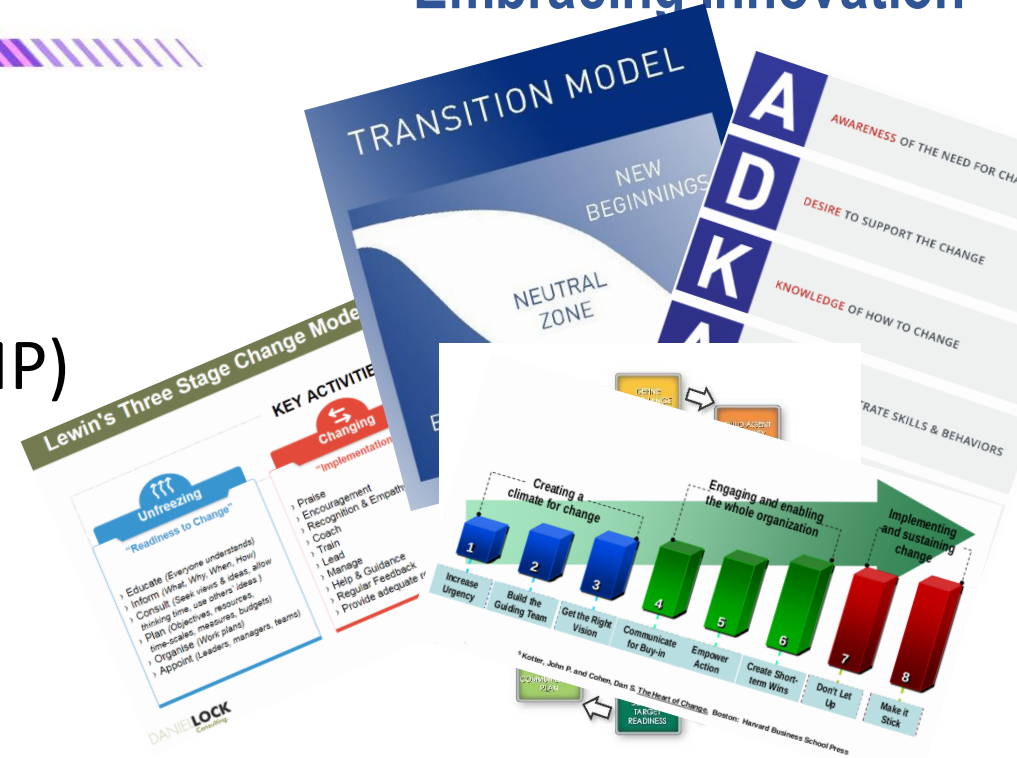 Embracing Innovation
IP)
TRANSITION MODEL
NEW
BEGINNINGS
NEUTRAL
ZONE
E
A
AWARENESS OF THE NEED FOR
D
DESIRE TO SUPPORT THE CHANGE
K
KNOWLEDGE OF HOW TO CHANGE
A
SKILLS & BEHAVIORS
Lewin's Three Stage Change
KEY ACTIVITIE
Unfreezing
"Readiness to Change"
› Educate (Everyone understands)
› Inform (What, Why, When, How)
› Consult (Seek views & ideas, allow
thinking time, use others' ideas )
› Plan (Objectives, resources,
time-scales, measures, budgets)
› Organise (Work plans)
› Appoint (Leaders, managers, teams)
Changing
"Implementation
› Praise
› Encouragement
› Recognition &
› Coach
› Train
› Lead
› Manage
› Help & Guidance
› Regular Feedback
› Provide adequate
DANIEL LOCK
Consulting
DEFINE
AGENT
Creating a
climate for change
Engaging and enabling
the whole organization
Implementing
and sustaining
change
1
2
3
4
5
6
7
8
Increase
Urgency
Build the
Guiding Team
Get the Right
Vision
Communicate
for Buy-in
Empower
Action
Create Short-
term Wins
Don't Let
Up
Make it
Stick
Kotter, John P. and Cohen, Dan S. The Heart of Change. Boston: Harvard Business School Press
PLAN
TARGET
READINESS